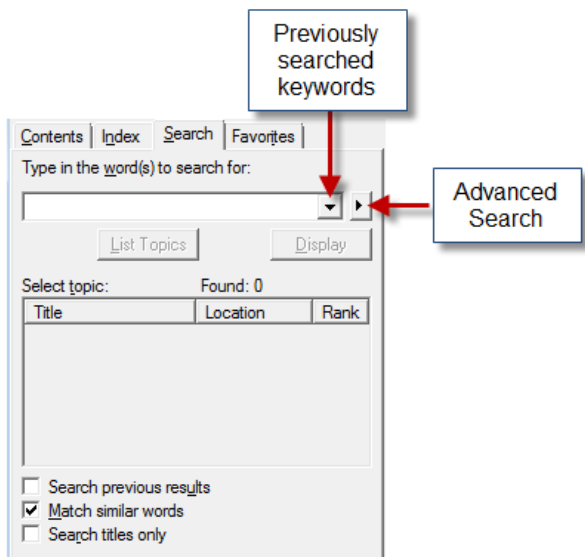 Previously
searched
keywords
Contents Index Search Favorites
Type in the word(s) to search for:
Advanced
Search
List Topics Display
Select topic: Found: 0
Title Location Rank
Search previous results
Match similar words
Search titles only